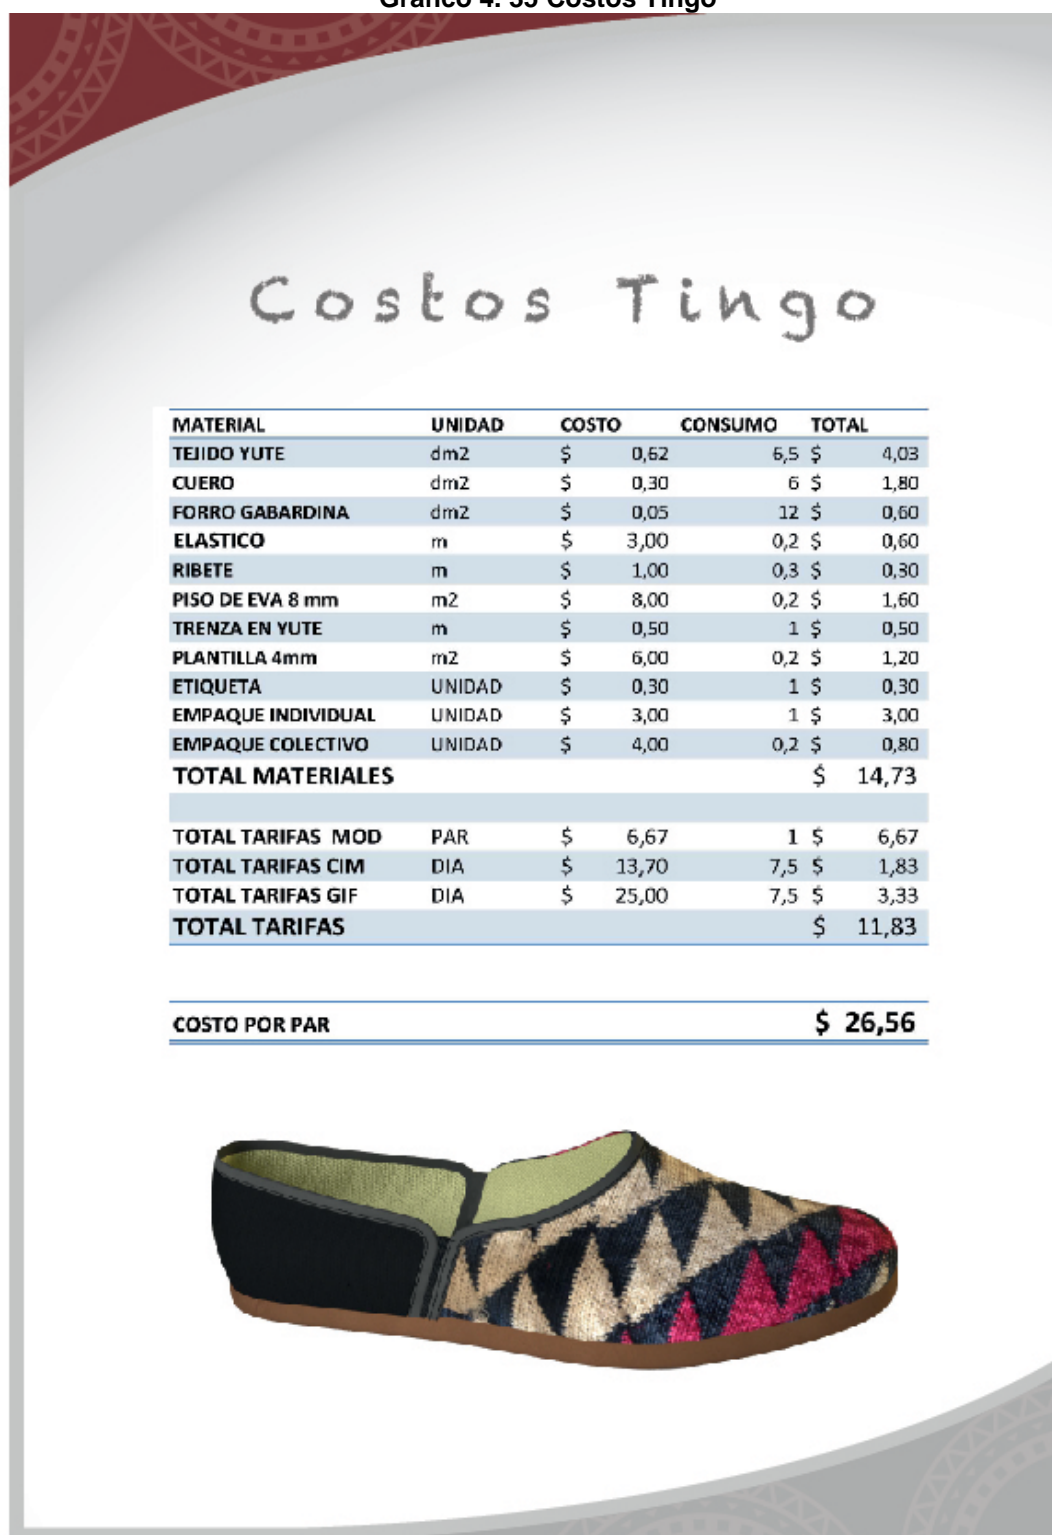 Gráfico 4. 35 Costos Tingo
Costos Tingo
MATERIAL UNIDAD COSTO CONSUMO TOTAL
TEJIDO YUTE dm2 $ 0,62 6,5 $ 4,03
CUERO dm2 $ 0,30 6 $ 1,80
FORRO GABARDINA dm2 $ 0,05 12 $ 0,60
ELASTICO m $ 3,00 0,2 $ 0,60
RIBETE m $ 1,00 0,3 $ 0,30
PISO DE EVA 8 mm m2 $ 8,00 0,2 $ 1,60
TRENZA EN YUTE m $ 0,50 1 $ 0,50
PLANTILLA 4mm m2 $ 6,00 0,2 $ 1,20
ETIQUETA UNIDAD $ 0,30 1 $ 0,30
EMPAQUE INDIVIDUAL UNIDAD $ 3,00 1 $ 3,00
EMPAQUE COLECTIVO UNIDAD $ 4,00 0,2 $ 0,80
TOTAL MATERIALES $ 14,73
TOTAL TARIFAS MOD PAR $ 6,67 1 $ 6,67
TOTAL TARIFAS CIM DIA $ 13,70 7,5 $ 1,83
TOTAL TARIFAS GIF DIA $ 25,00 7,5 $ 3,33
TOTAL TARIFAS $ 11,83
COSTO POR PAR $ 26,56